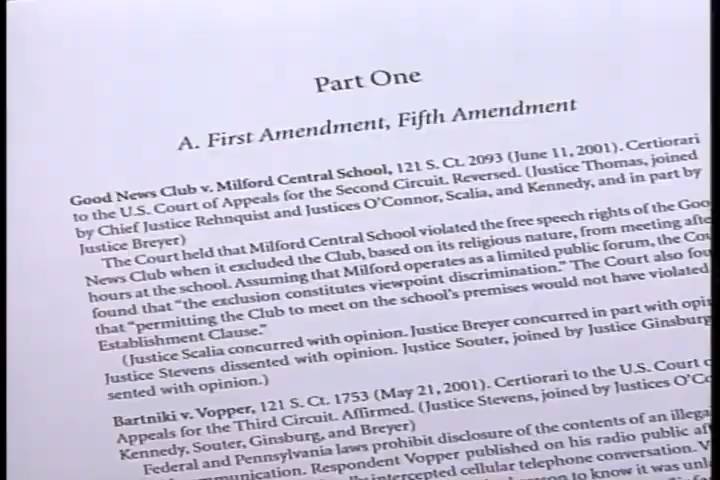 Part One
A. First Amendment, Fifth Amendment
Good News Club v. Milford Central School, 121 S. Ct. 2093 (June 11, 2001). Certiorari
to the U.S. Court of Appeals for the Second Circuit. Reversed. (Justice Thomas, joined
by Chief Justice Rehnquist and Justices O'Connor, Scalia, and Kennedy, and in part by
Justice Breyer)
The Court held that Milford Central School violated the free speech rights of the Goo
News Club when it excluded the Club, based on its religious nature, from meeting afte
hours at the school. Assuming that Milford operates as a limited public forum, the Cou
found that "the exclusion constitutes viewpoint discrimination." The Court also fou
that "permitting the Club to meet on the school's premises would not have violated
Establishment Clause."
(Justice Scalia concurred with opinion. Justice Breyer concurred in part with opi
Justice Stevens dissented with opinion. Justice Souter, joined by Justice Ginsburg
sented with opinion.)
Bartniki v. Vopper, 121 S. Ct. 1753 (May 21, 2001). Certiorari to the U.S. Court
Appeals for the Third Circuit. Affirmed. (Justice Stevens, joined by Justices O'Co
Kennedy, Souter, Ginsburg, and Breyer)
Federal and Pennsylvania laws prohibit disclosure of the contents of an illega
mmunication. Respondent Vopper published on his radio public af
intercepted cellular telephone conversation.
to know it was unl